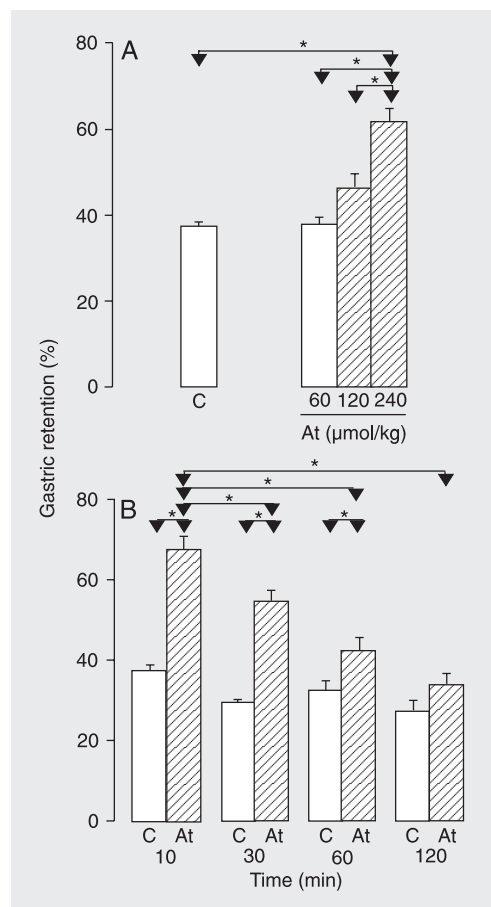 A
*
*
*
80
60
40
20
0
C
60 120 240
At (μmol/kg)
Gastric retention (%)
B
*
*
*
* * *
80
60
40
20
0
C At C At C At C At
10 30 60 120
Time (min)